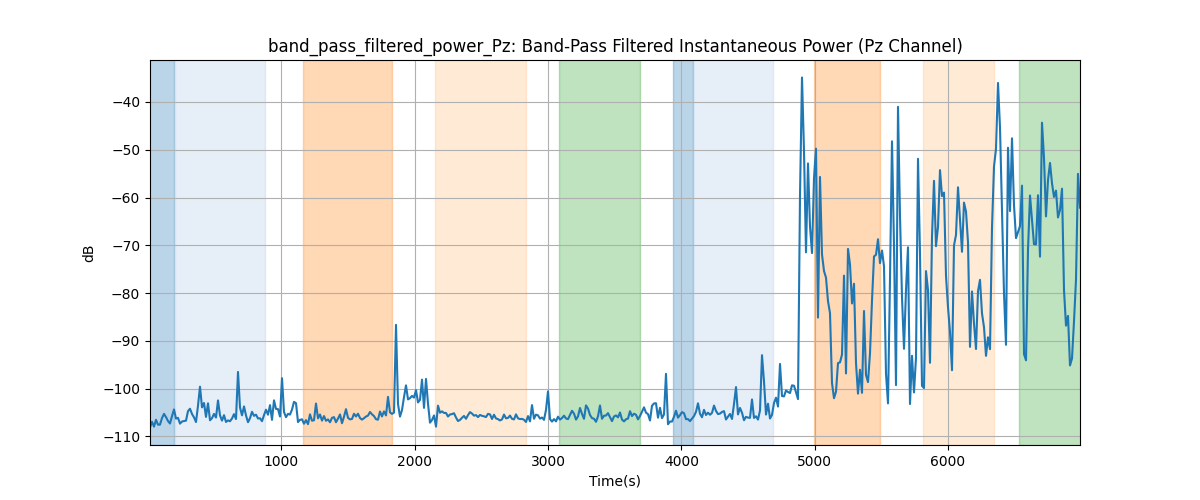 band_pass_filtered_power_Pz: Band-Pass Filtered Instantaneous Power (Pz Channel)
dB
−40
−50
−60
−70
−80
−90
−100
−110
1000 2000 3000 4000 5000 6000
Time(s)